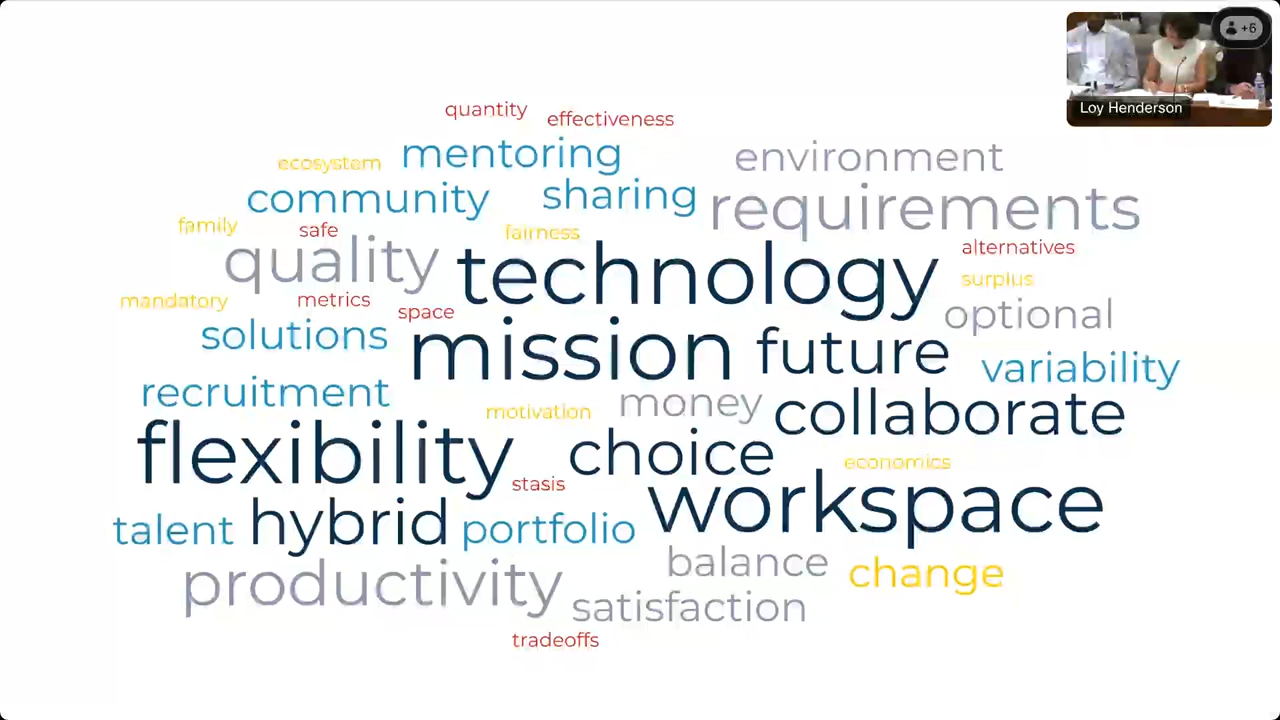 +6
Loy Henderson
quantity
effectiveness
mentoring
environment
ecosystem
community
sharing
requirements
family
safe
fairness
quality
technology
alternatives
surplus
mandatory
metrics
space
optional
solutions
mission
future
variability
recruitment
motivation
money
collaborate
flexibility
choice
economics
stasis
workspace
talent
hybrid
portfolio
balance
change
productivity
satisfaction
tradeoffs